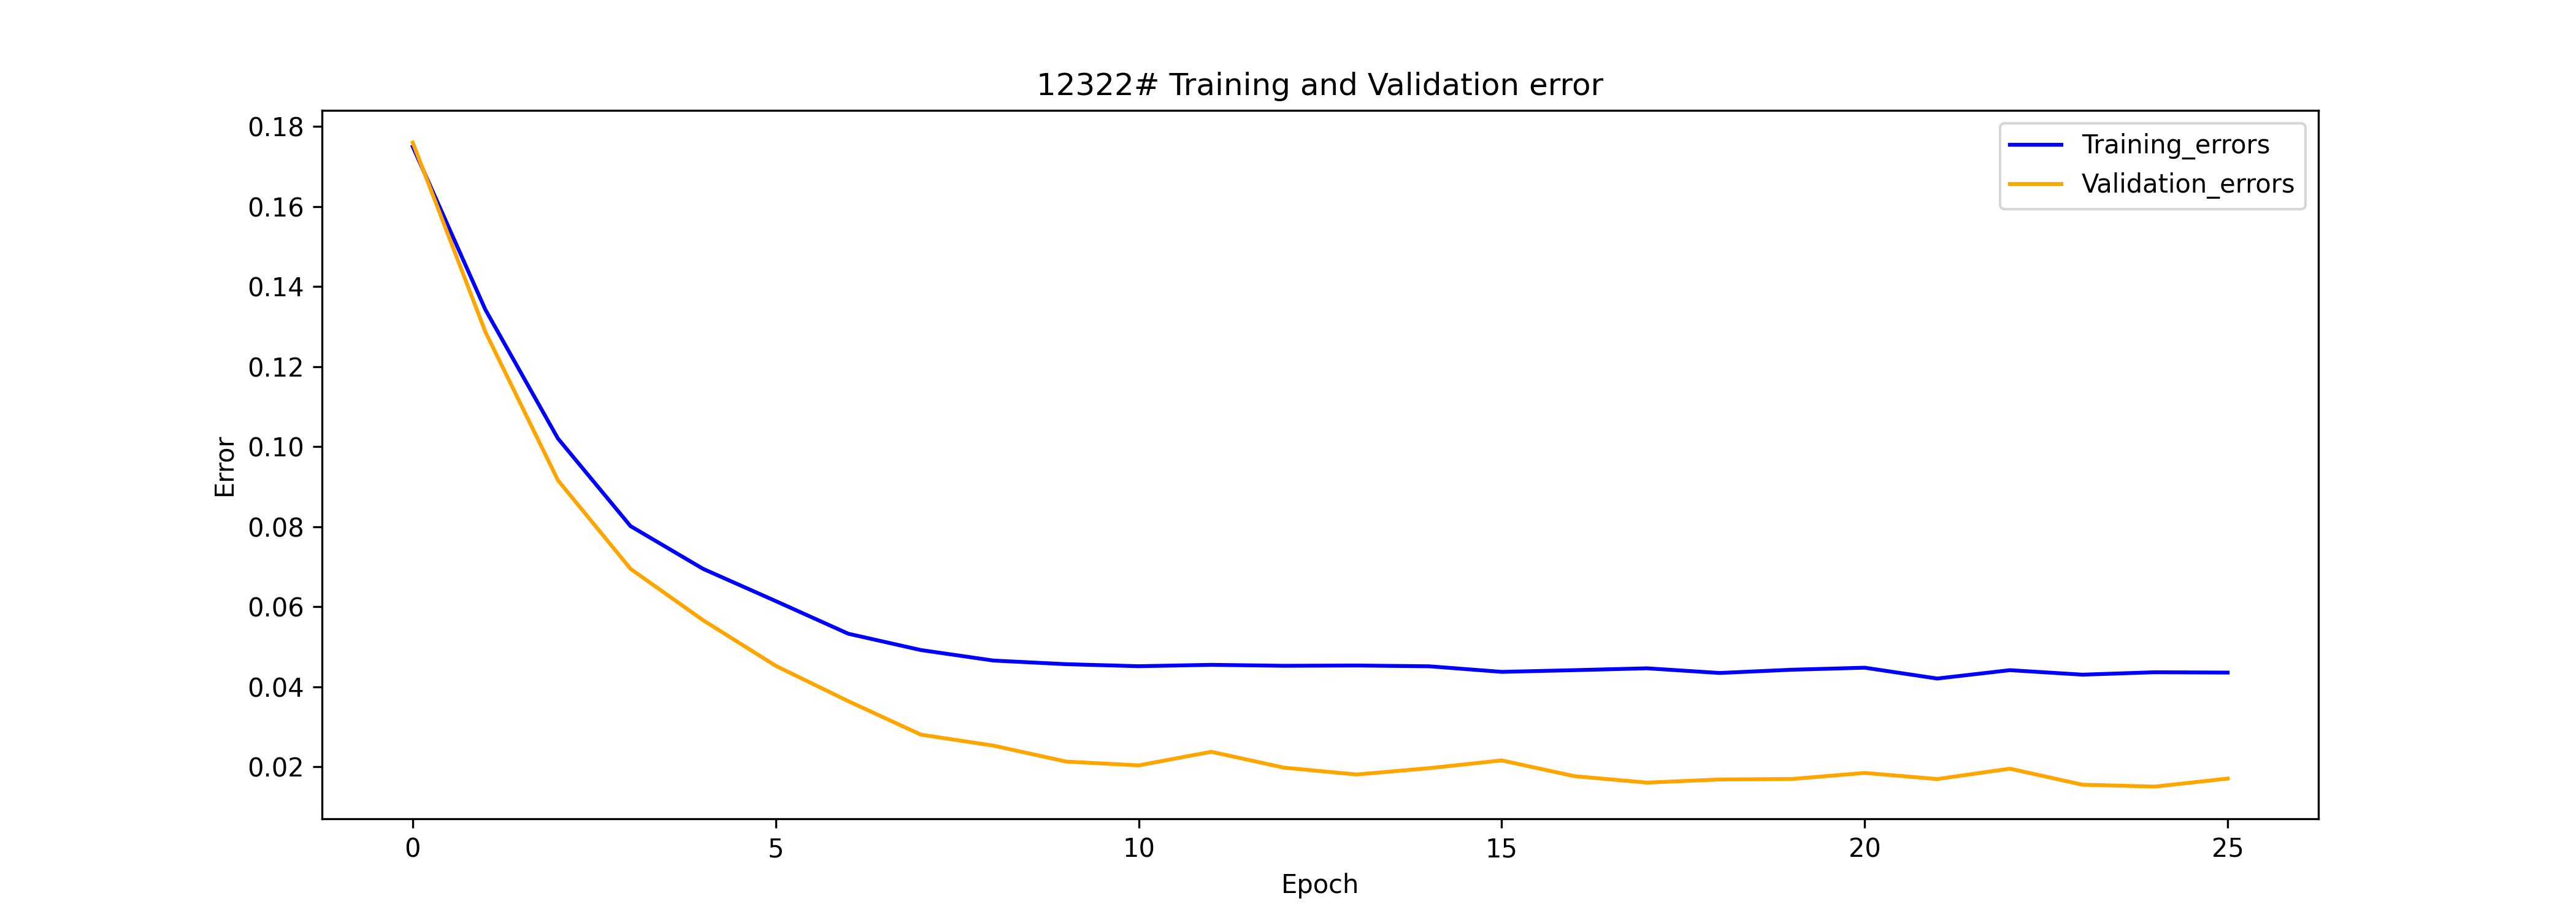 12322# Training and Validation error
Training_errors
Validation_errors
0.18
0.16
0.14
0.12
0.10
0.08
0.06
0.04
0.02
Error
0 5 10 15 20 25
Epoch